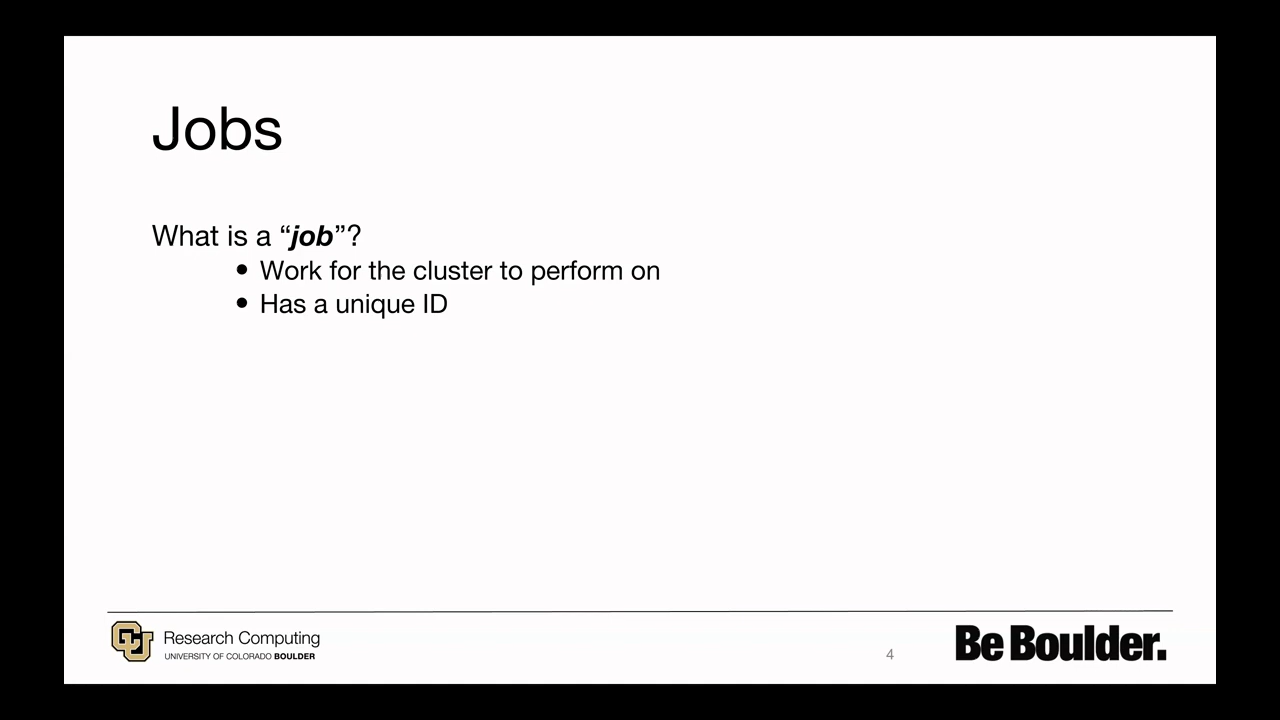 Jobs
What is a “job”?
• Work for the cluster to perform on
• Has a unique ID
Research Computing
UNIVERSITY OF COLORADO BOULDER
4
Be Boulder.